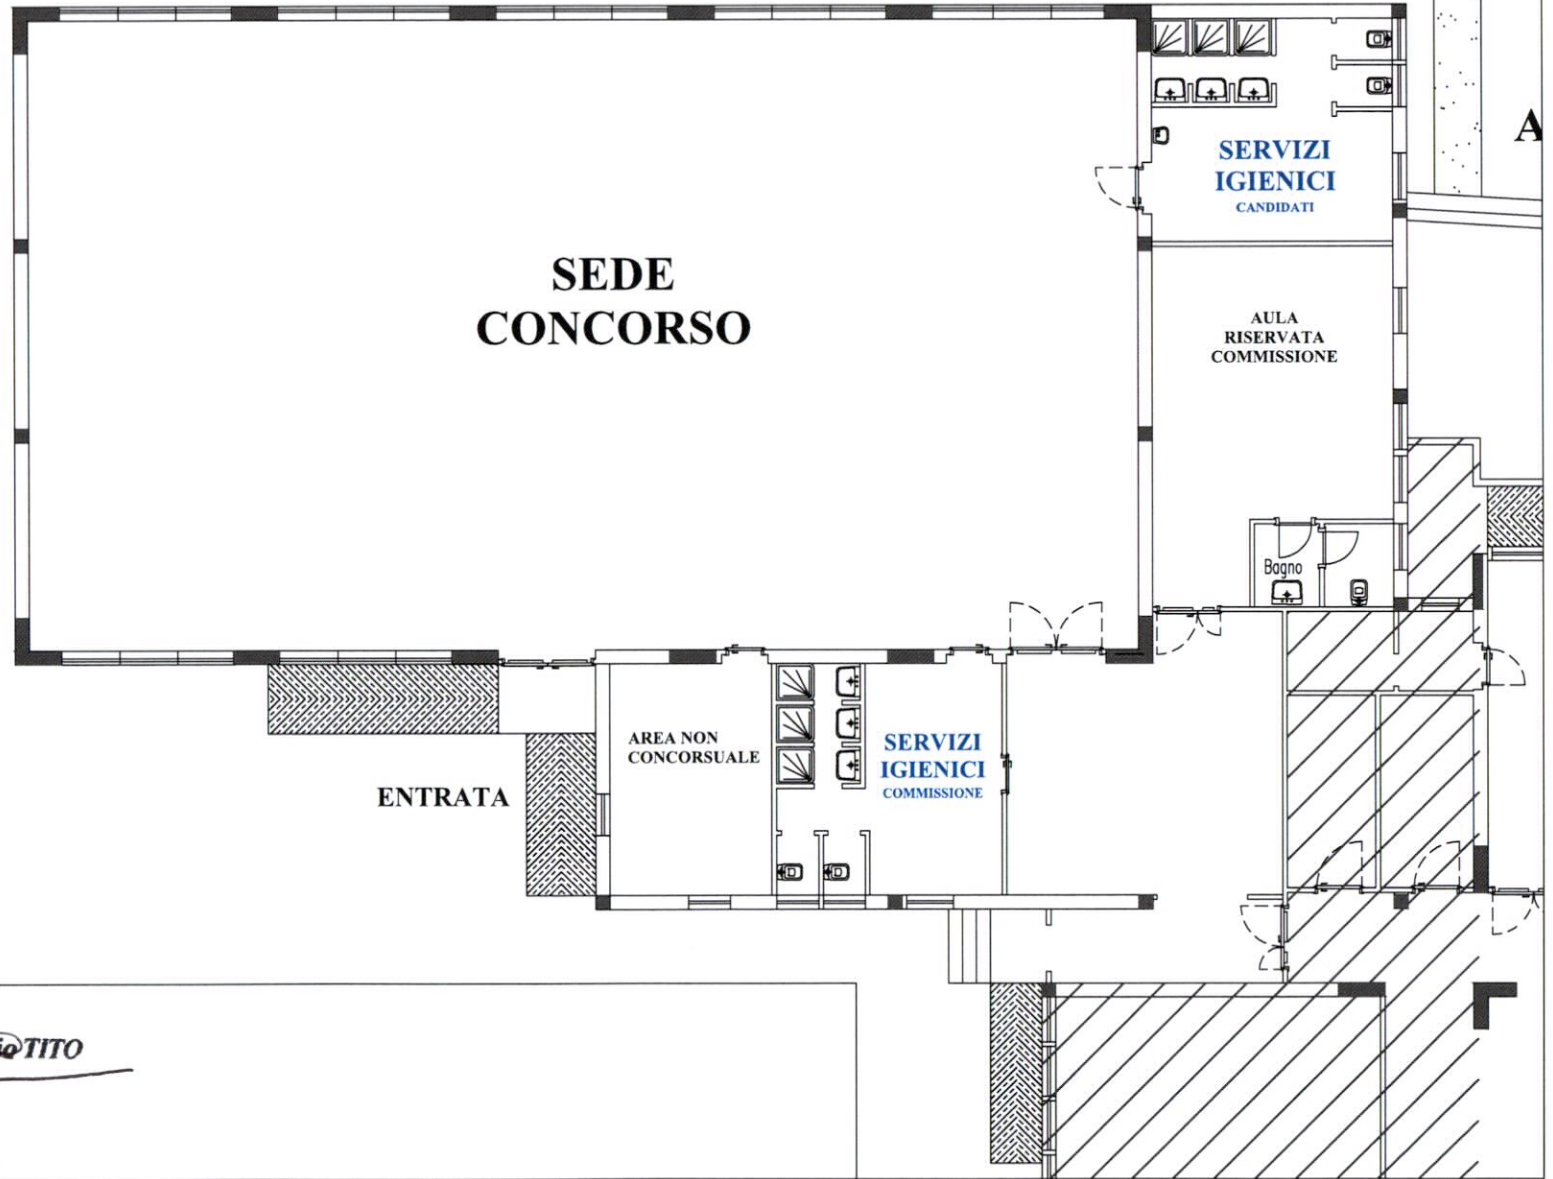 SERVIZI
IGIENICI
CANDIDATI
A
SEDE
CONCORSO
AULA
RISERVATA
COMMISSIONE
Bagno
AREA NON
CONCORSUALE
SERVIZI
IGIENICI
COMMISSIONE
ENTRATA
TITO